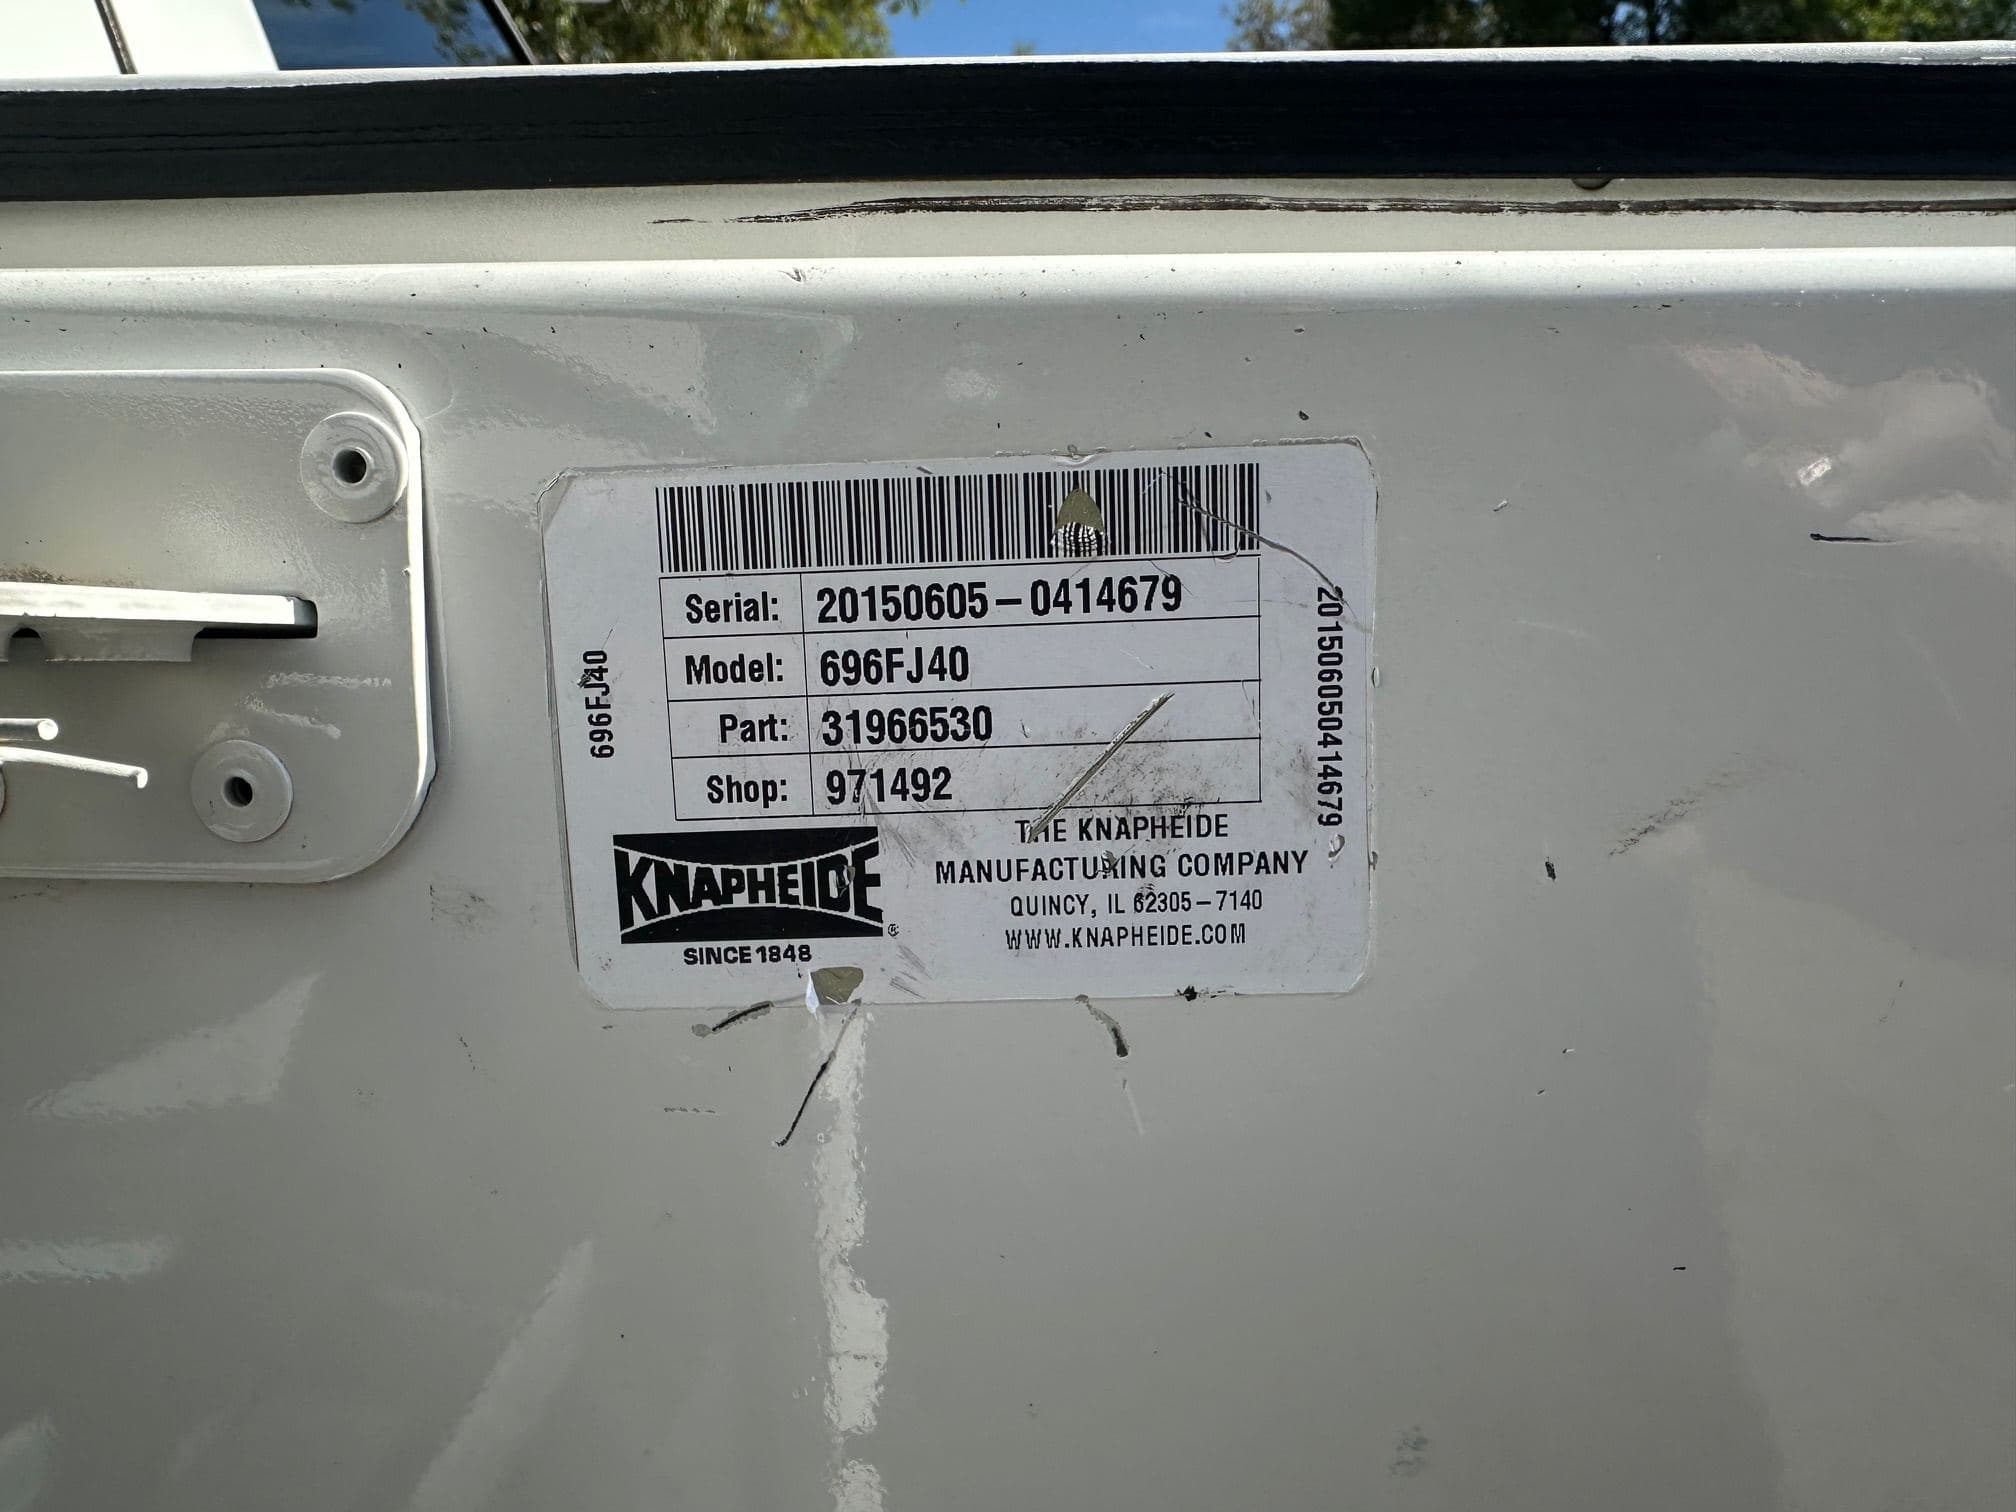 Serial: 20150605-0414679
Model: 696FJ40
Part: 31966530
Shop: 971492
696FJ40
201506050414679
KNAPHEIDE®
SINCE 1848
THE KNAPHEIDE
MANUFACTURING COMPANY
QUINCY, IL 62305-7140
WWW.KNAPHEIDE.COM